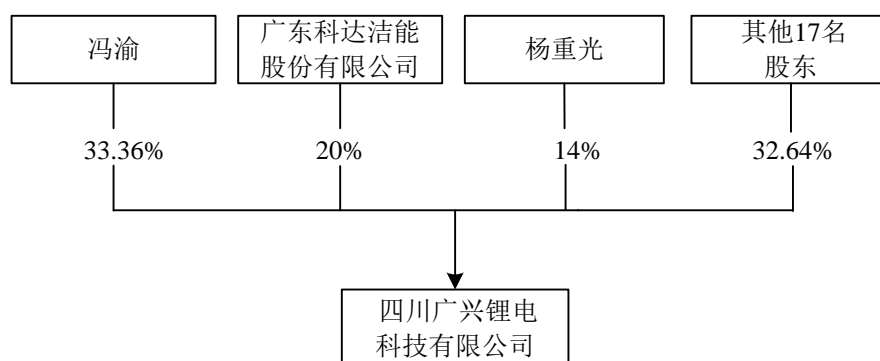 冯渝
广东科达洁能
股份有限公司
杨重光
其他17名
股东
33.36%
20%
14%
32.64%
四川广兴锂电
科技有限公司